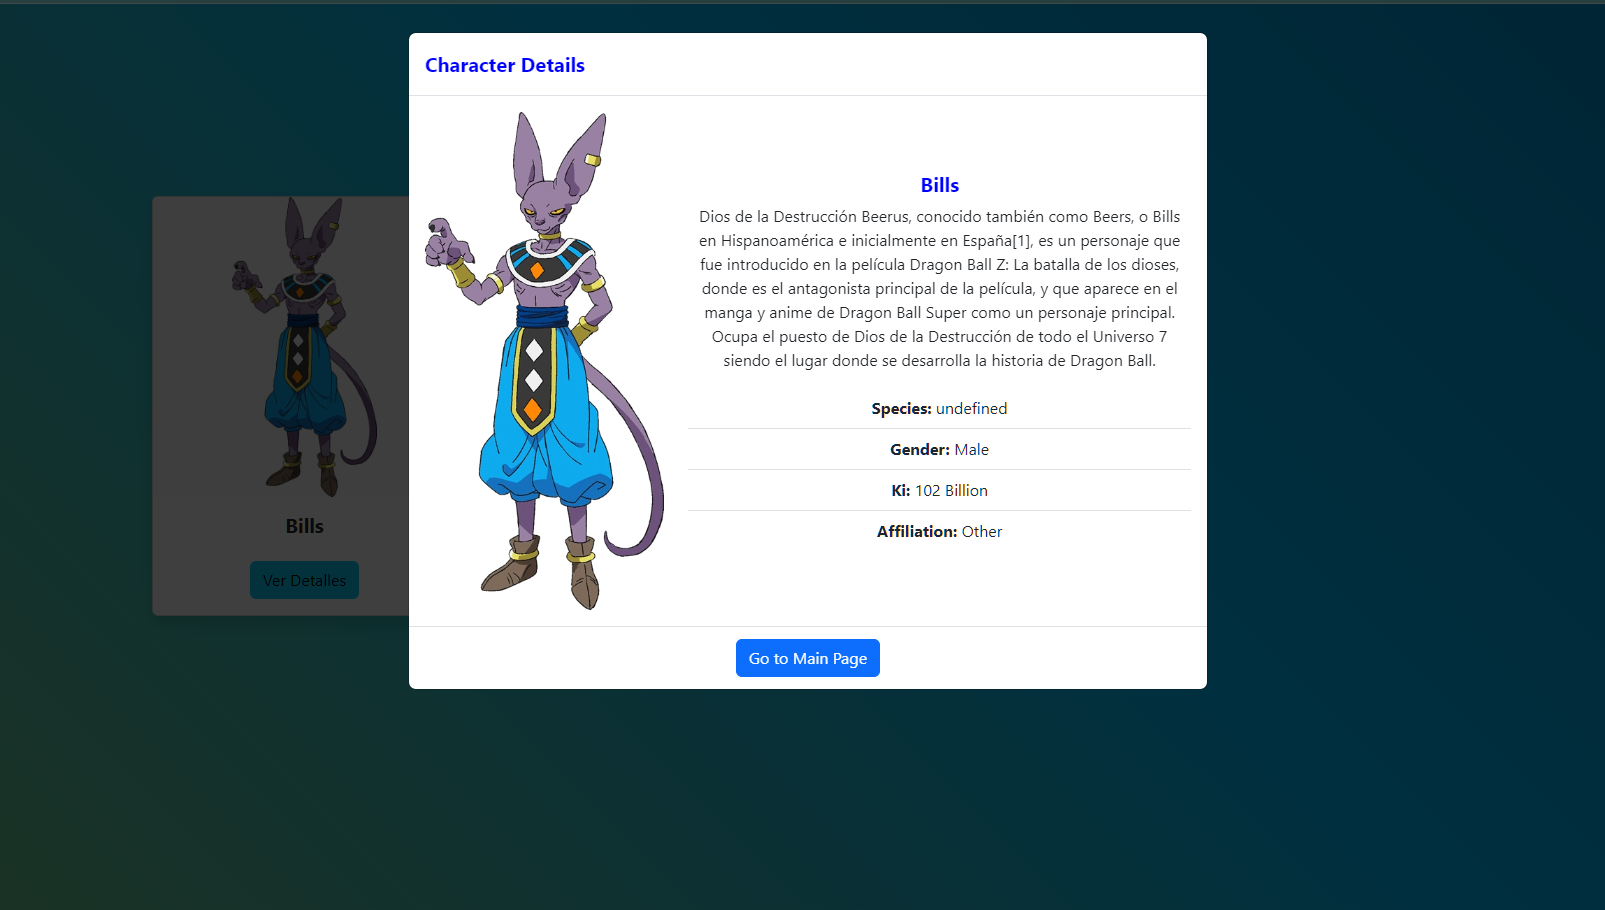 Character Details
Bills
Dios de la Destrucción Beerus, conocido también como Beers, o Bills
en Hispanoamérica e inicialmente en España[1], es un personaje que
fue introducido en la película Dragon Ball Z: La batalla de los dioses,
donde es el antagonista principal de la película, y que aparece en el
manga y anime de Dragon Ball Super como un personaje principal.
Ocupa el puesto de Dios de la Destrucción de todo el Universo 7
siendo el lugar donde se desarrolla la historia de Dragon Ball.
Species: undefined
Gender: Male
Ki: 102 Billion
Affiliation: Other
Go to Main Page
Bills
Ver Detalles